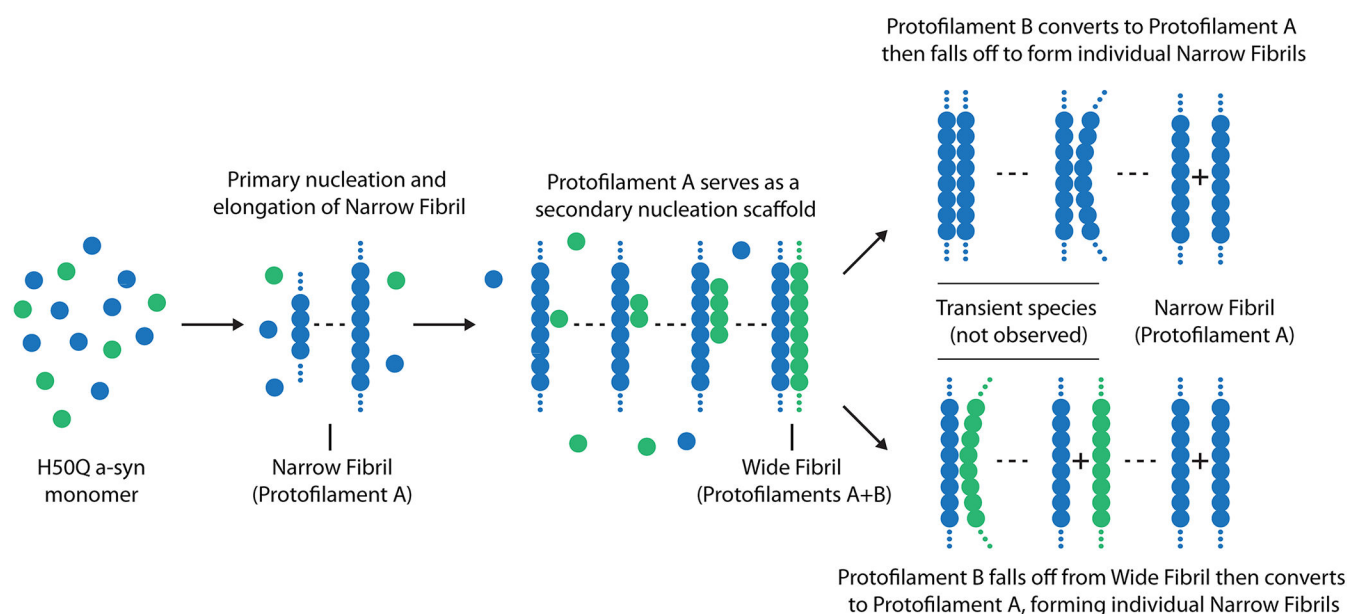 Protofilament B converts to Protofilament A
then falls off to form individual Narrow Fibrils
Primary nucleation and
elongation of Narrow Fibril
Protofilament A serves as a
secondary nucleation scaffold
+
Transient species
(not observed)
Narrow Fibril
(Protofilament A)
H50Q a-syn
monomer
Narrow Fibril
(Protofilament A)
Wide Fibril
(Protofilaments A+B)
+ +
Protofilament B falls off from Wide Fibril then converts
to Protofilament A, forming individual Narrow Fibrils